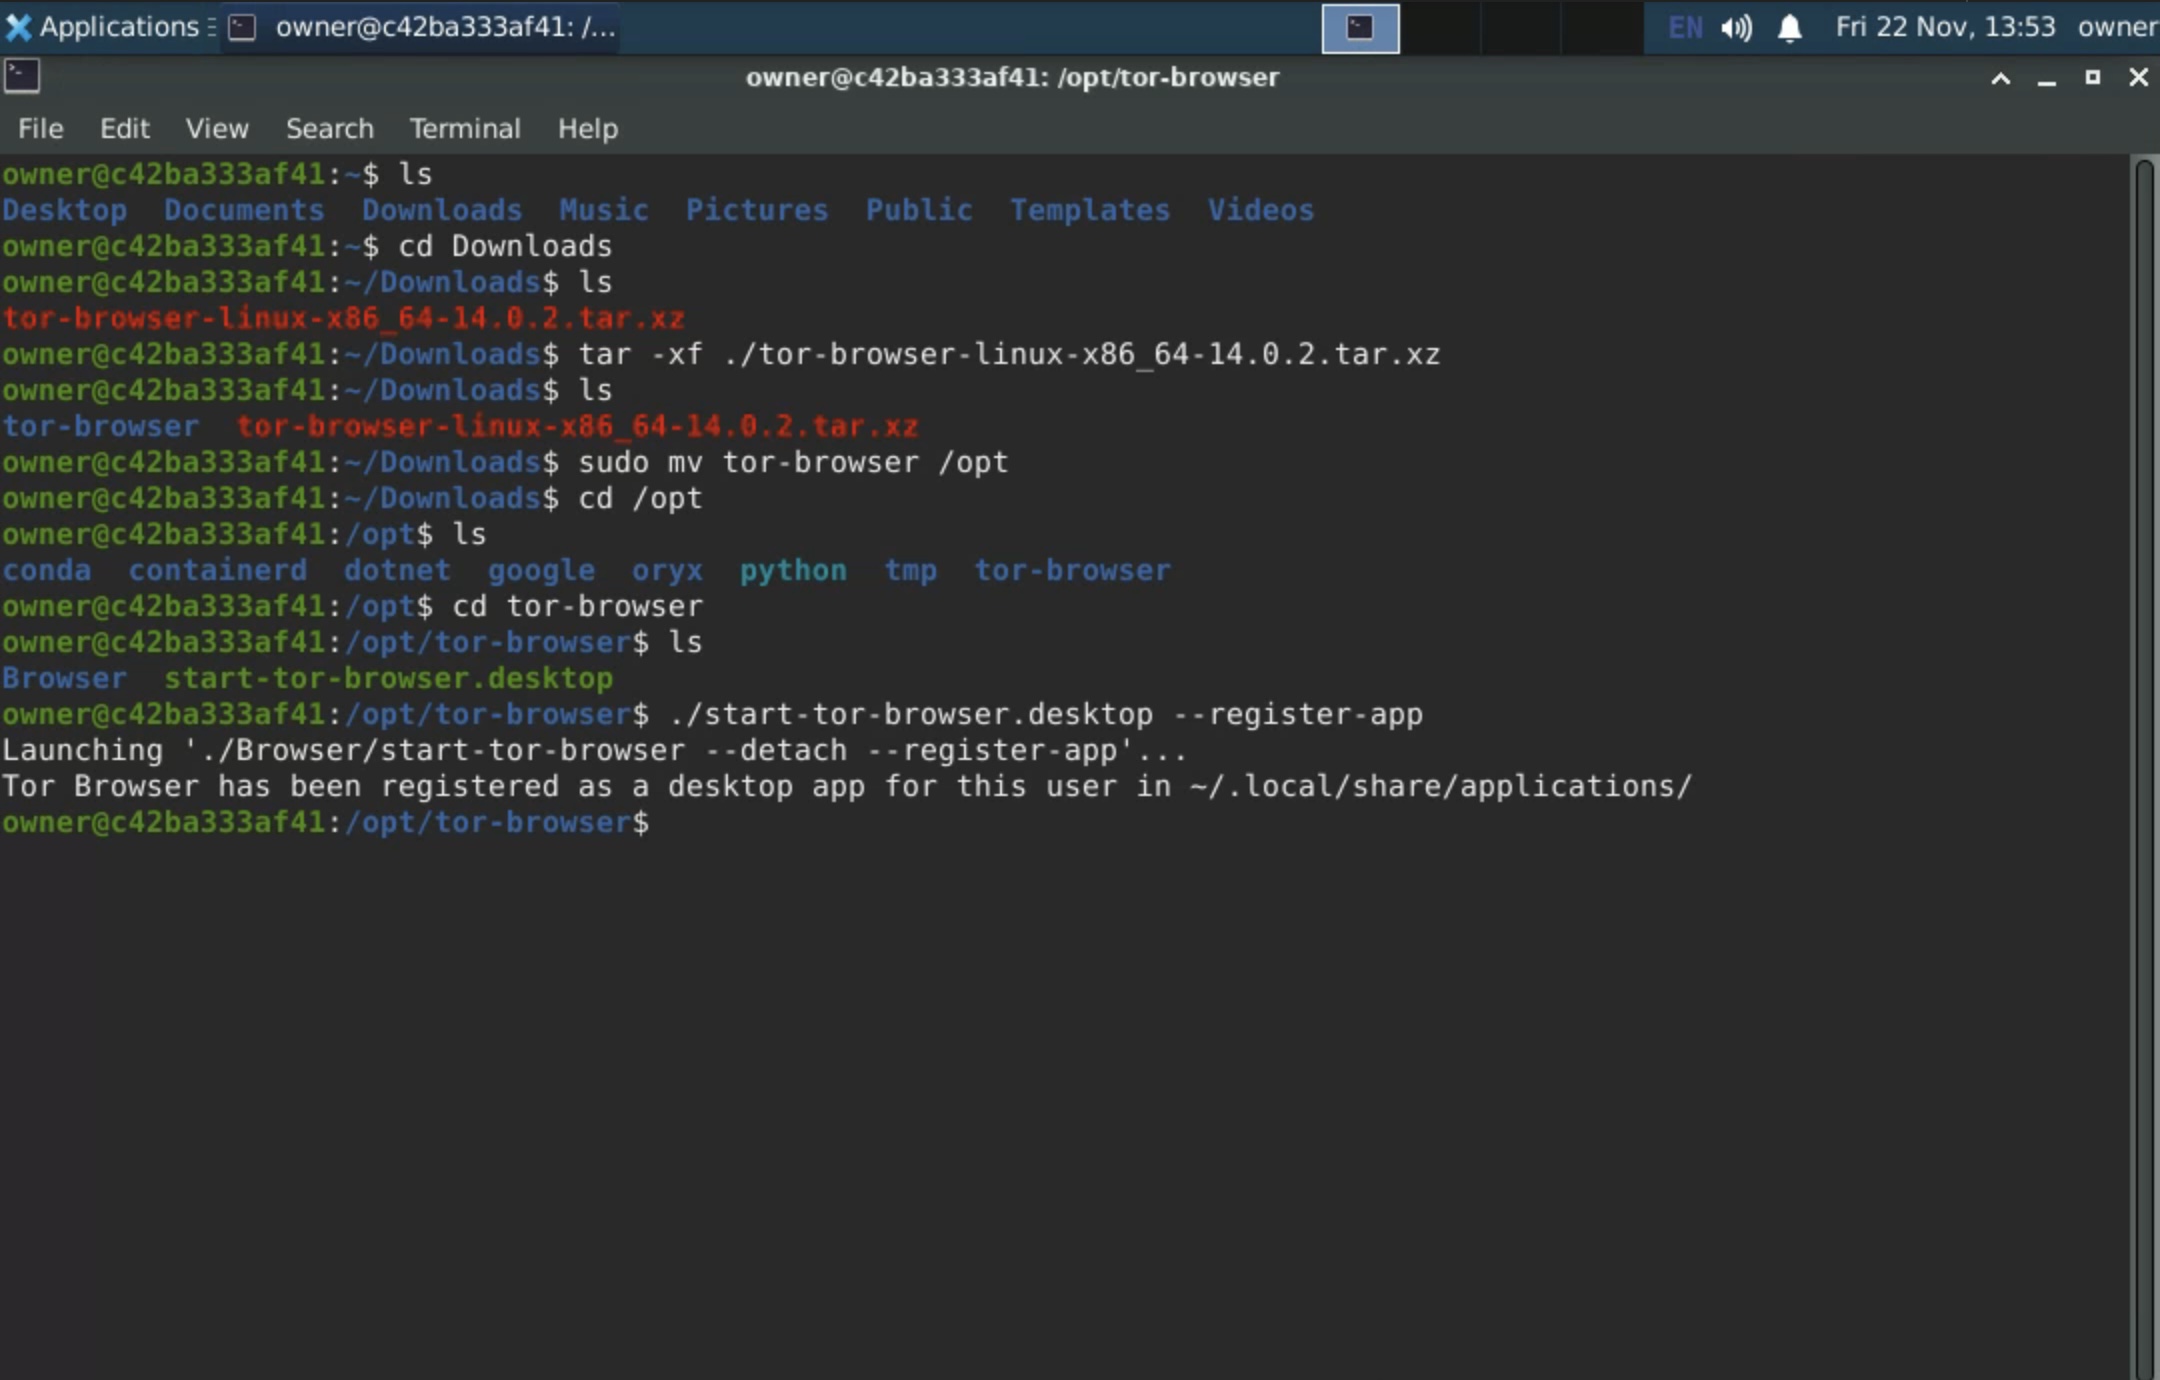 Applications owner@c42ba333af41: /... EN Fri 22 Nov, 13:53 owner
owner@c42ba333af41: /opt/tor-browser
File Edit View Search Terminal Help
owner@c42ba333af41:~$ ls
Desktop  Documents  Downloads  Music  Pictures  Public  Templates  Videos
owner@c42ba333af41:~$ cd Downloads
owner@c42ba333af41:~/Downloads$ ls
tor-browser-linux-x86_64-14.0.2.tar.xz
owner@c42ba333af41:~/Downloads$ tar -xf ./tor-browser-linux-x86_64-14.0.2.tar.xz
owner@c42ba333af41:~/Downloads$ ls
tor-browser  tor-browser-linux-x86_64-14.0.2.tar.xz
owner@c42ba333af41:~/Downloads$ sudo mv tor-browser /opt
owner@c42ba333af41:~/Downloads$ cd /opt
owner@c42ba333af41:/opt$ ls
conda  containerd  dotnet  google  oryx  python  tmp  tor-browser
owner@c42ba333af41:/opt$ cd tor-browser
owner@c42ba333af41:/opt/tor-browser$ ls
Browser  start-tor-browser.desktop
owner@c42ba333af41:/opt/tor-browser$ ./start-tor-browser.desktop --register-app
Launching './Browser/start-tor-browser --detach --register-app'...
Tor Browser has been registered as a desktop app for this user in ~/.local/share/applications/
owner@c42ba333af41:/opt/tor-browser$